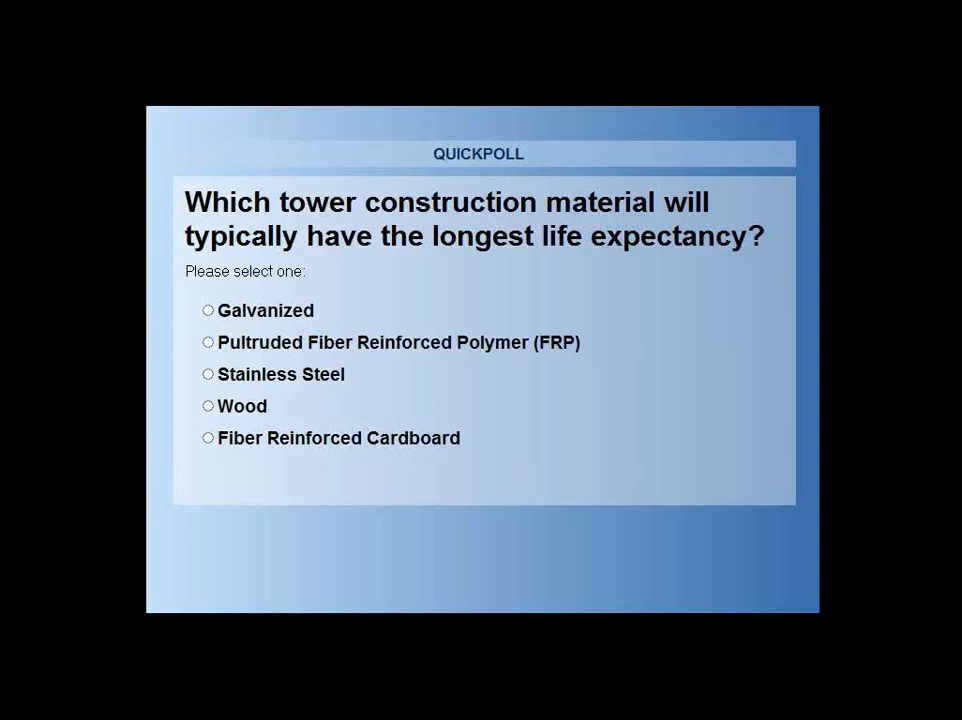 QUICKPOLL
Which tower construction material will
typically have the longest life expectancy?
Please select one:
Galvanized
Pultruded Fiber Reinforced Polymer (FRP)
Stainless Steel
Wood
Fiber Reinforced Cardboard